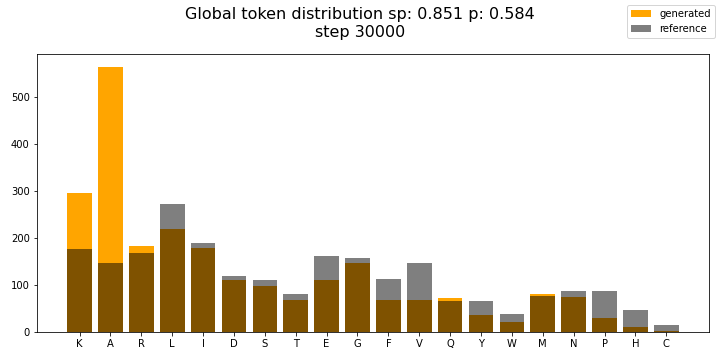 Global token distribution sp: 0.851 p: 0.584
step 30000
generated
reference
500
400
300
200
100
0
K A R L I D S T E G F V Q Y W M N P H C